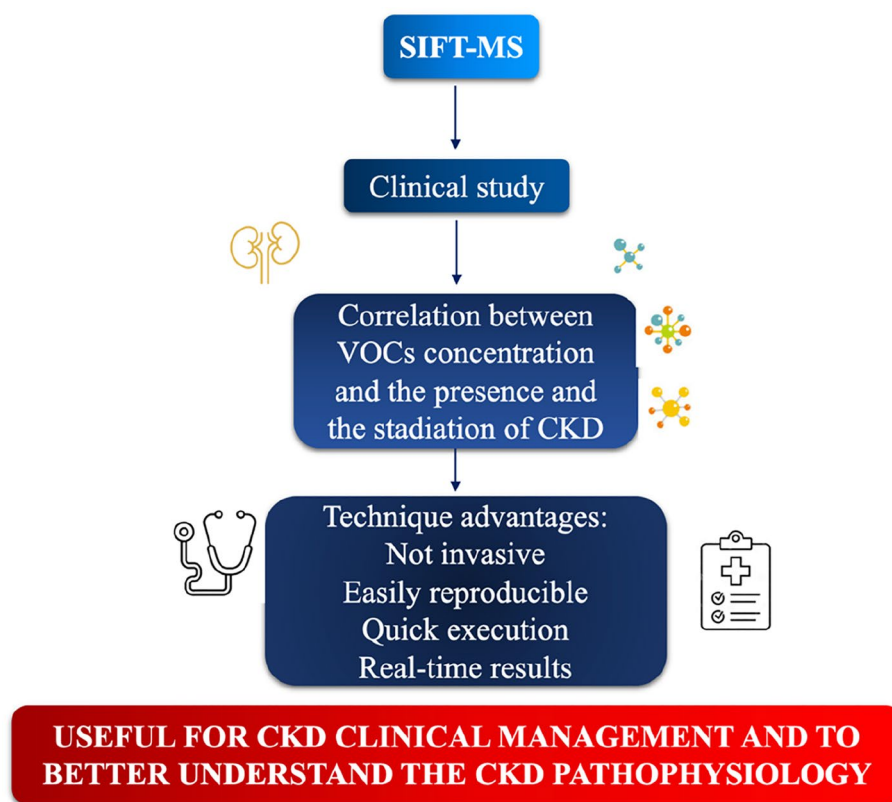 SIFT-MS
Clinical study
Correlation between
VOCs concentration
and the presence and
the stadiation of CKD
Technique advantages:
Not invasive
Easily reproducible
Quick execution
Real-time results
USEFUL FOR CKD CLINICAL MANAGEMENT AND TO
BETTER UNDERSTAND THE CKD PATHOPHYSIOLOGY